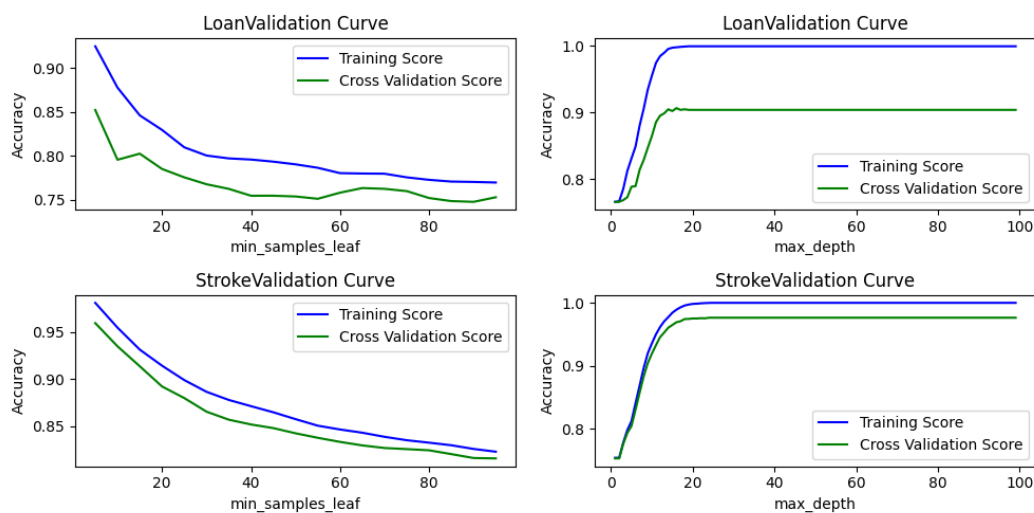 LoanValidation Curve
Accuracy
0.90
0.85
0.80
0.75
Training Score
Cross Validation Score
20 40 60 80
min_samples_leaf
LoanValidation Curve
Accuracy
1.0
0.9
0.8
Training Score
Cross Validation Score
0 20 40 60 80 100
max_depth
StrokeValidation Curve
Accuracy
0.95
0.90
0.85
Training Score
Cross Validation Score
20 40 60 80
min_samples_leaf
StrokeValidation Curve
Accuracy
1.0
0.9
0.8
Training Score
Cross Validation Score
0 20 40 60 80 100
max_depth